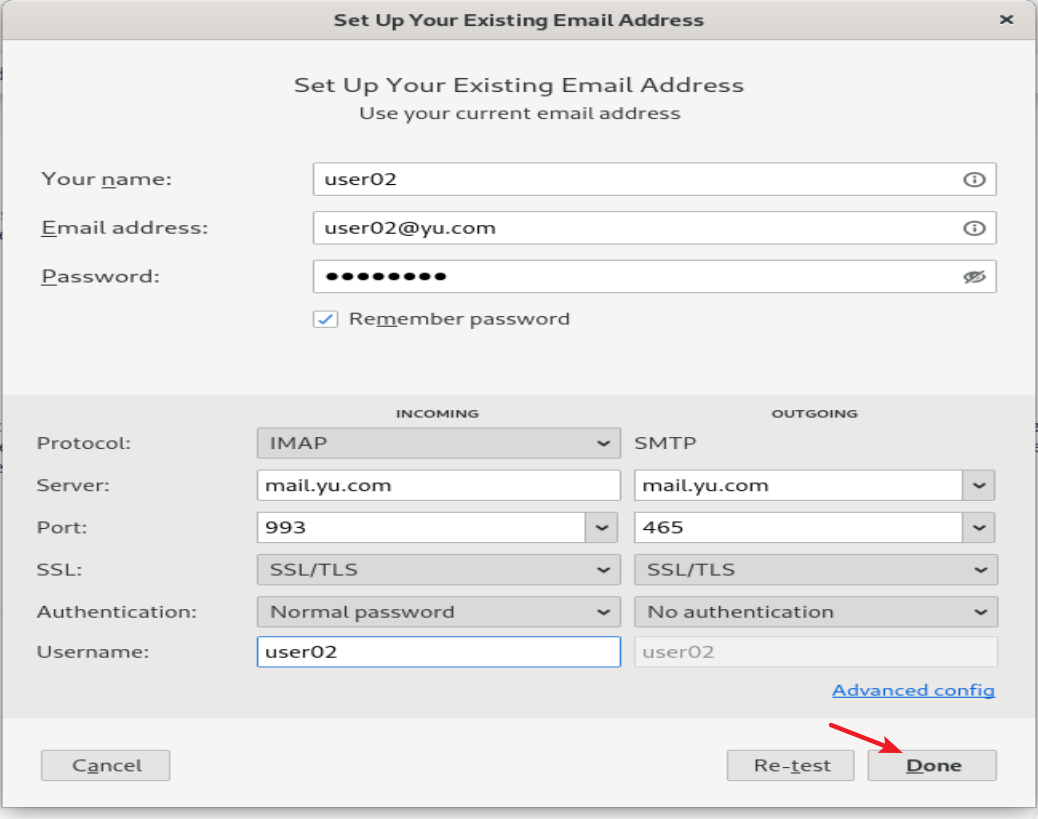 Set Up Your Existing Email Address
Set Up Your Existing Email Address
Use your current email address
Your name: user02
Email address: user02@yu.com
Password: ●●●●●●●●
Remember password
INCOMING OUTGOING
Protocol: IMAP SMTP
Server: mail.yu.com mail.yu.com
Port: 993 465
SSL: SSL/TLS SSL/TLS
Authentication: Normal password No authentication
Username: user02 user02
Advanced config
Cancel Re-test Done